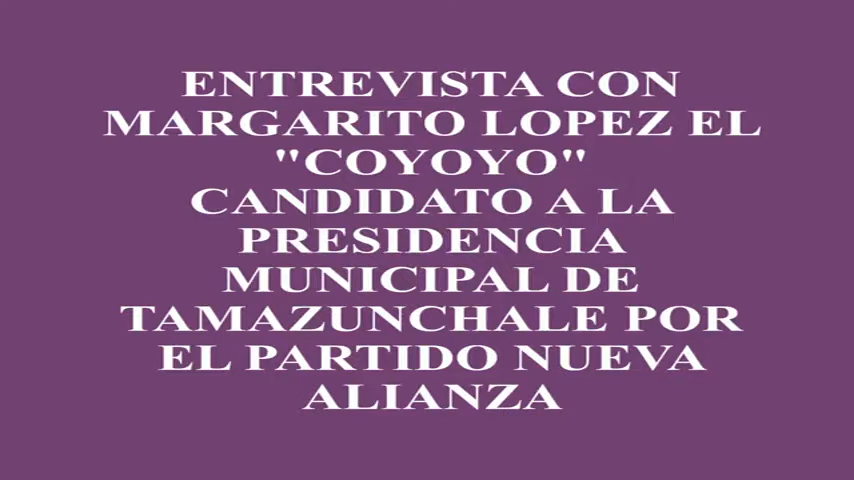 ENTREVISTA CON
MARGARITO LOPEZ EL
"COYOYO"
CANDIDATO A LA
PRESIDENCIA
MUNICIPAL DE
TAMAZUNCHALE POR
EL PARTIDO NUEVA
ALIANZA